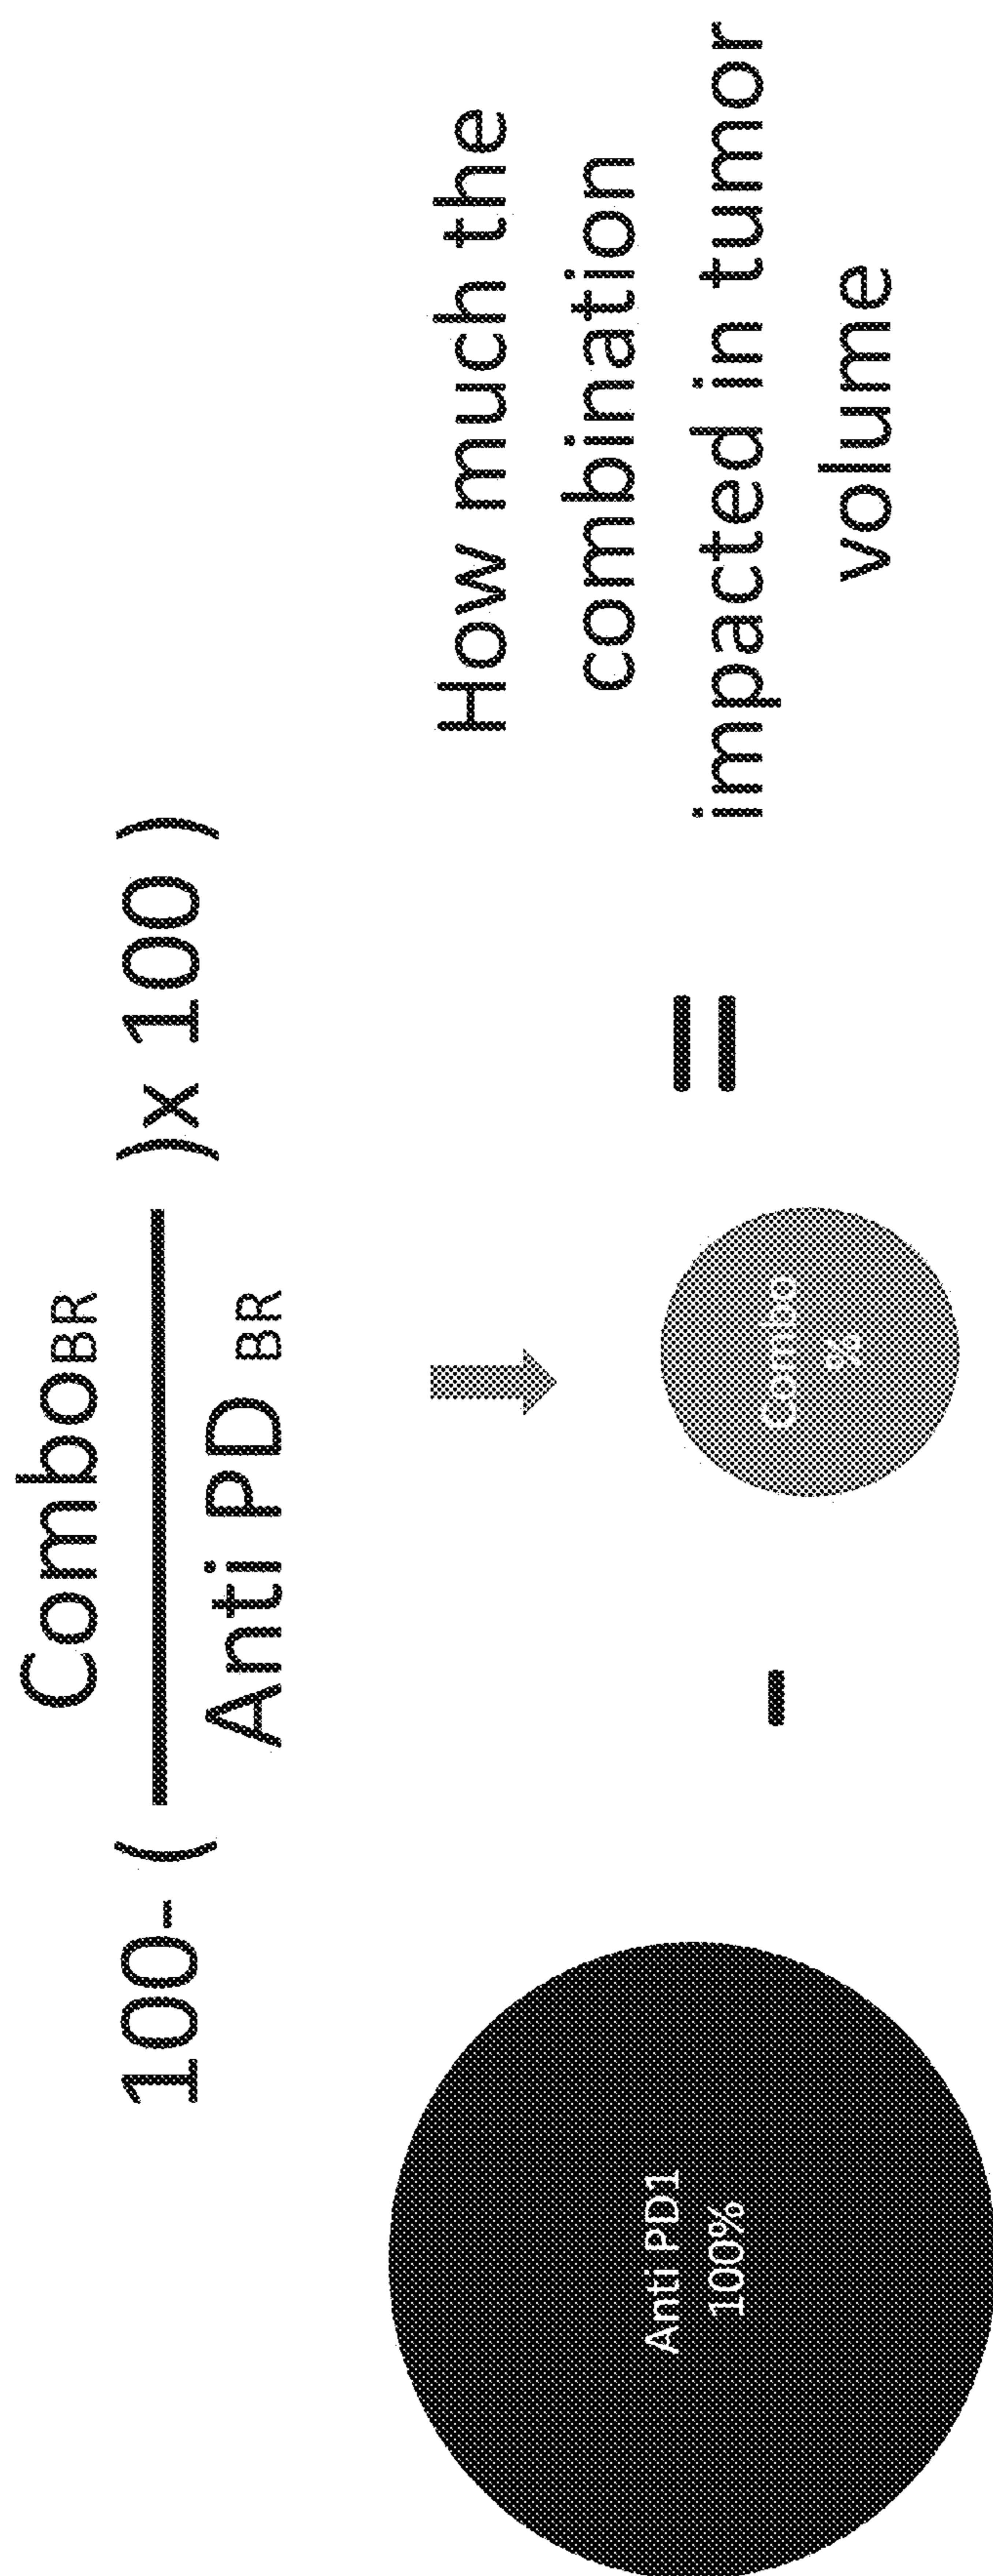 ComboBR
100- ( )x 100 )
Anti PD BR
Anti PD1
100%
-
Combo
%
=
How much the
combination
impacted in tumor
volume